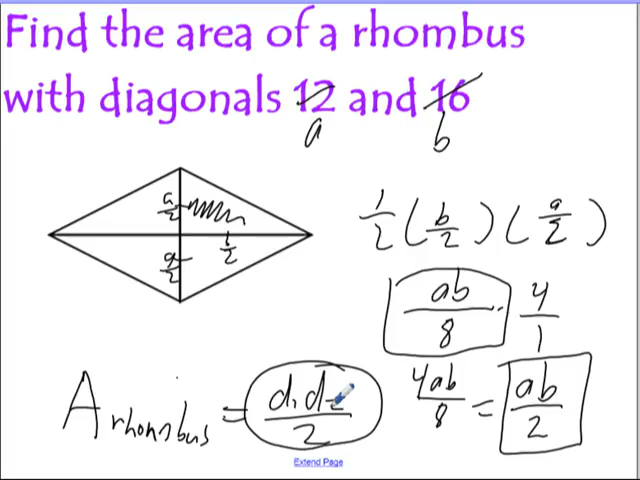 Find the area of a rhombus
with diagonals 12 and 16
a b
a/2
b/2
a/2
1/2 (b/2)(a/2)
ab/8 · 4/1
4ab/8 = ab/2
A rhombus = d1d2/2
Extend Page